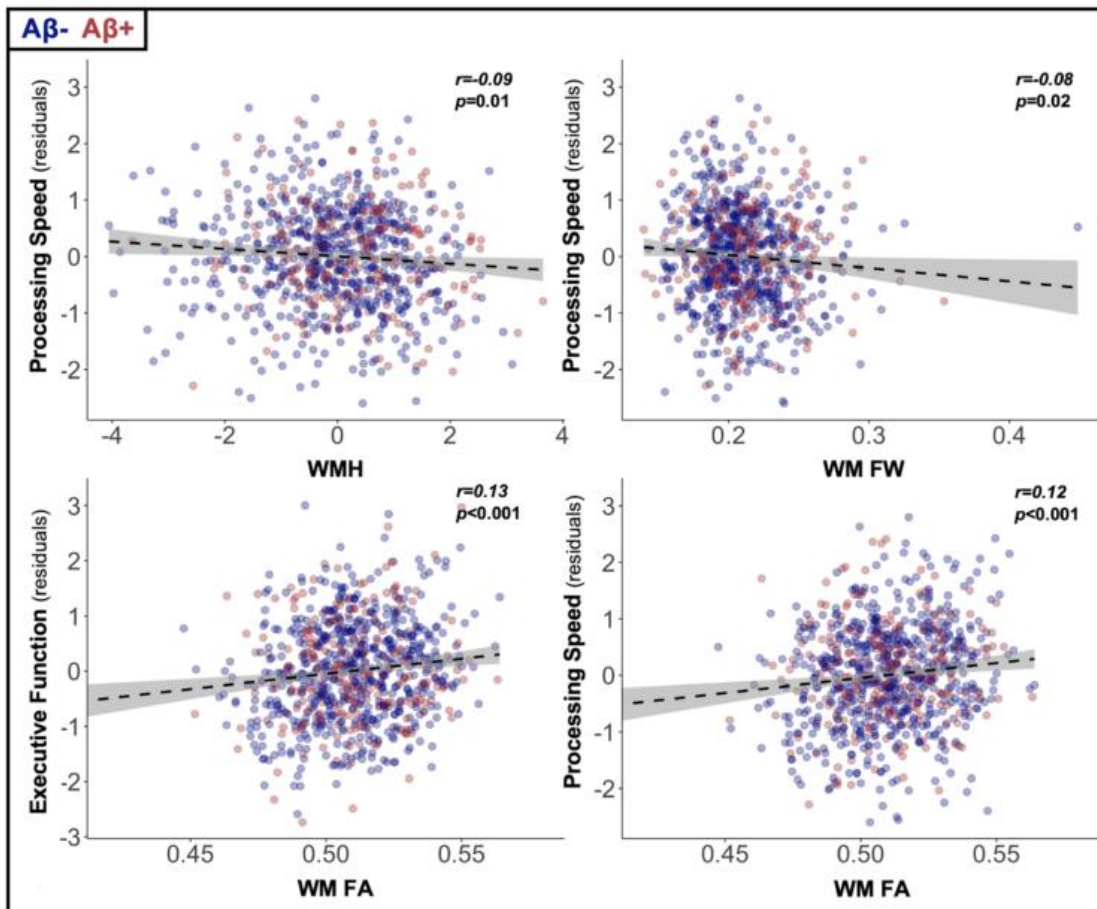 Aβ- Aβ+
r=-0.09
p=0.01
Processing Speed (residuals)
3
2
1
0
-1
-2
-4
-2
0
2
4
WMH
r=-0.08
p=0.02
Processing Speed (residuals)
3
2
1
0
-1
-2
0.2
0.3
0.4
WM FW
r=0.13
p<0.001
Executive Function (residuals)
3
2
1
0
-1
-2
-3
0.45
0.50
0.55
WM FA
r=0.12
p<0.001
Processing Speed (residuals)
3
2
1
0
-1
-2
0.45
0.50
0.55
WM FA